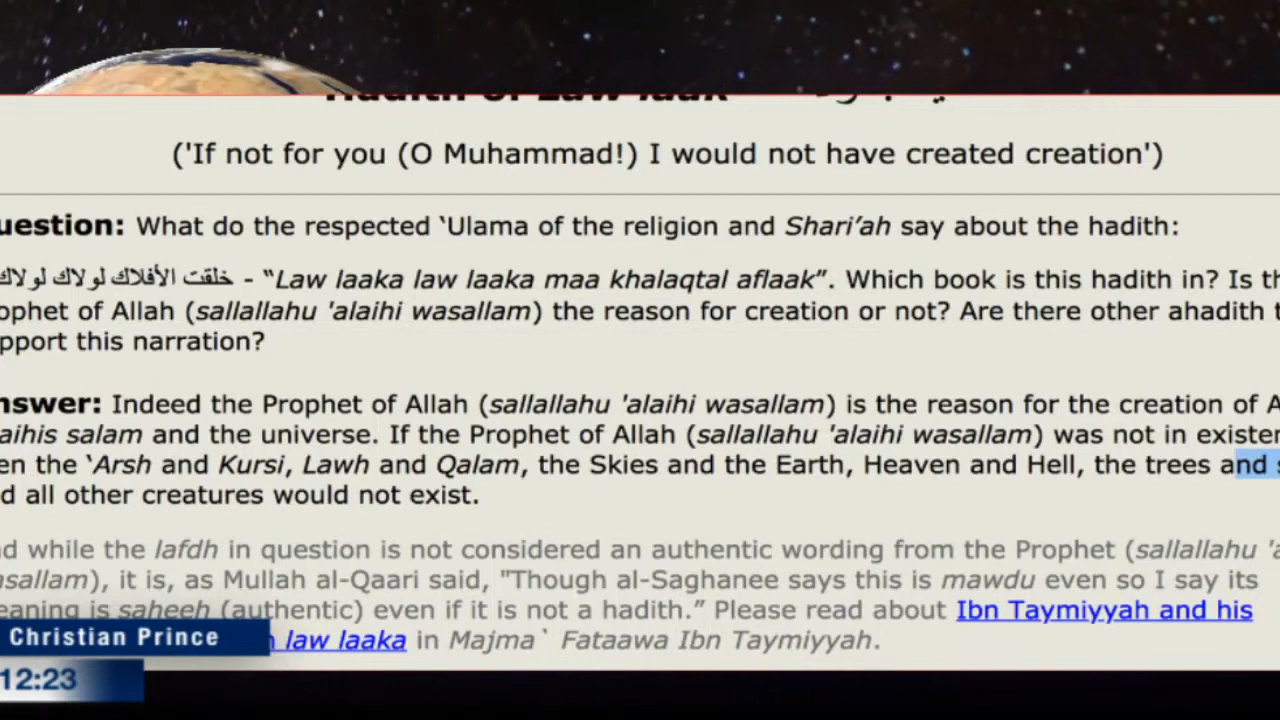 ('If not for you (O Muhammad!) I would not have created creation')
uestion: What do the respected ‘Ulama of the religion and Shari’ah say about the hadith:
خلقت الأفلاك لولاك لولاك - “Law laaka law laaka maa khalaqtal aflaak”. Which book is this hadith in? Is th
ophet of Allah (sallallahu 'alaihi wasallam) the reason for creation or not? Are there other ahadith t
pport this narration?
nswer: Indeed the Prophet of Allah (sallallahu 'alaihi wasallam) is the reason for the creation of A
aihis salam and the universe. If the Prophet of Allah (sallallahu 'alaihi wasallam) was not in existen
en the ‘Arsh and Kursi, Lawh and Qalam, the Skies and the Earth, Heaven and Hell, the trees and s
d all other creatures would not exist.
d while the lafdh in question is not considered an authentic wording from the Prophet (sallallahu 'a
asallam), it is, as Mullah al-Qaari said, "Though al-Saghanee says this is mawdu even so I say its
eaning is saheeh (authentic) even if it is not a hadith.” Please read about Ibn Taymiyyah and his
law laaka in Majma` Fataawa Ibn Taymiyyah.
Christian Prince
12:23